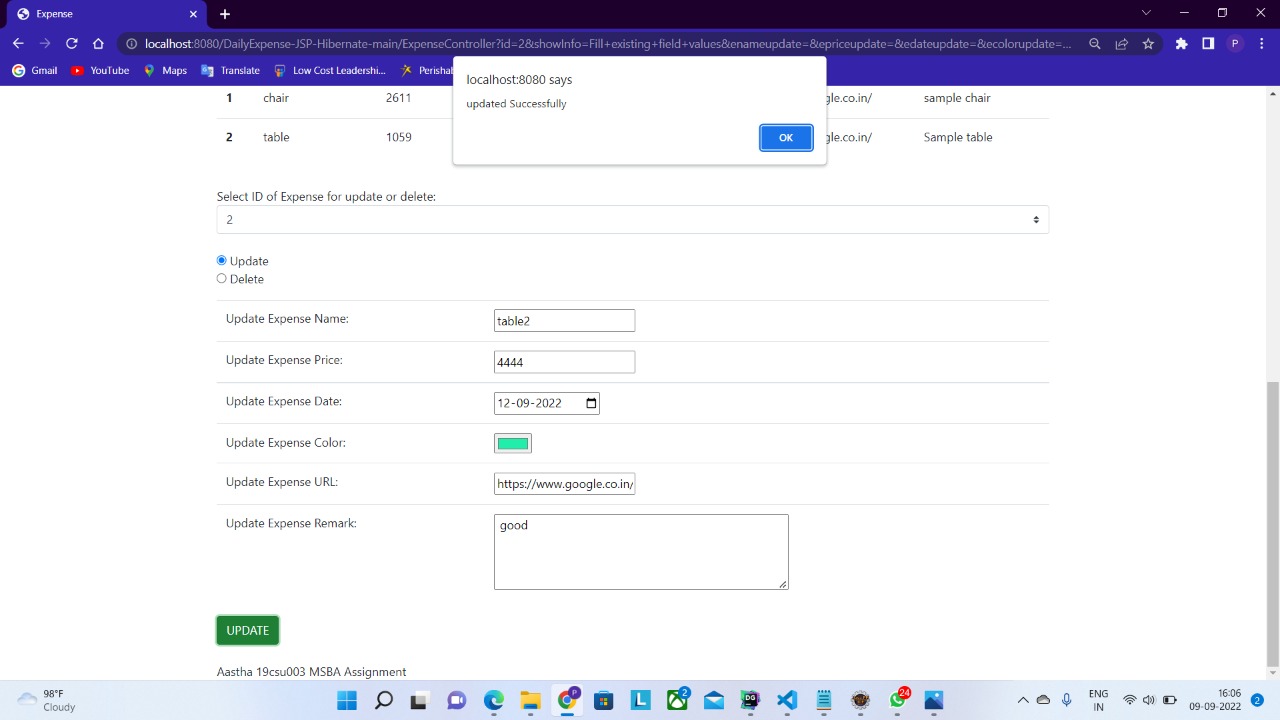 Expense
localhost:8080/DailyExpense-JSP-Hibernate-main/ExpenseController?id=2&showInfo=Fill+existing+field+values&enameupdate=&epriceupdate=&edateupdate=&ecolorupdate=...
P
Gmail YouTube Maps Translate Low Cost Leadershi... Perishab
localhost:8080 says
updated Successfully
OK
1 chair 2611 gle.co.in/ sample chair
2 table 1059 gle.co.in/ Sample table
Select ID of Expense for update or delete:
2
Update
Delete
Update Expense Name: table2
Update Expense Price: 4444
Update Expense Date: 12-09-2022
Update Expense Color:
Update Expense URL: https://www.google.co.in/
Update Expense Remark: good
UPDATE
Aastha 19csu003 MSBA Assignment
98°F
Cloudy
P
L
2
DG
24
ENG
IN
16:06
09-09-2022
2